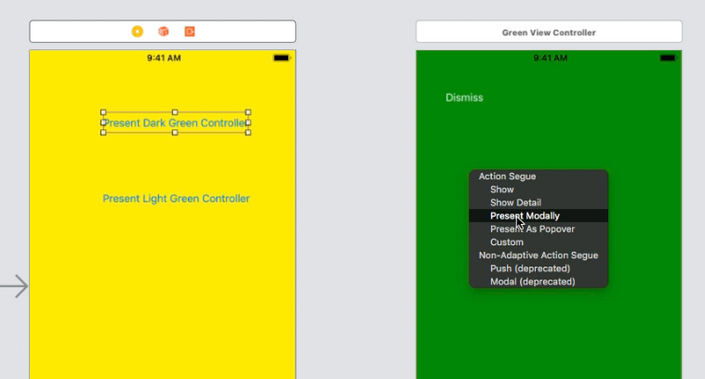 Green View Controller
9:41 AM
9:41 AM
Dismiss
Present Dark Green Controller
Present Light Green Controller
Action Segue
Show
Show Detail
Present Modally
Present As Popover
Custom
Non-Adaptive Action Segue
Push (deprecated)
Modal (deprecated)